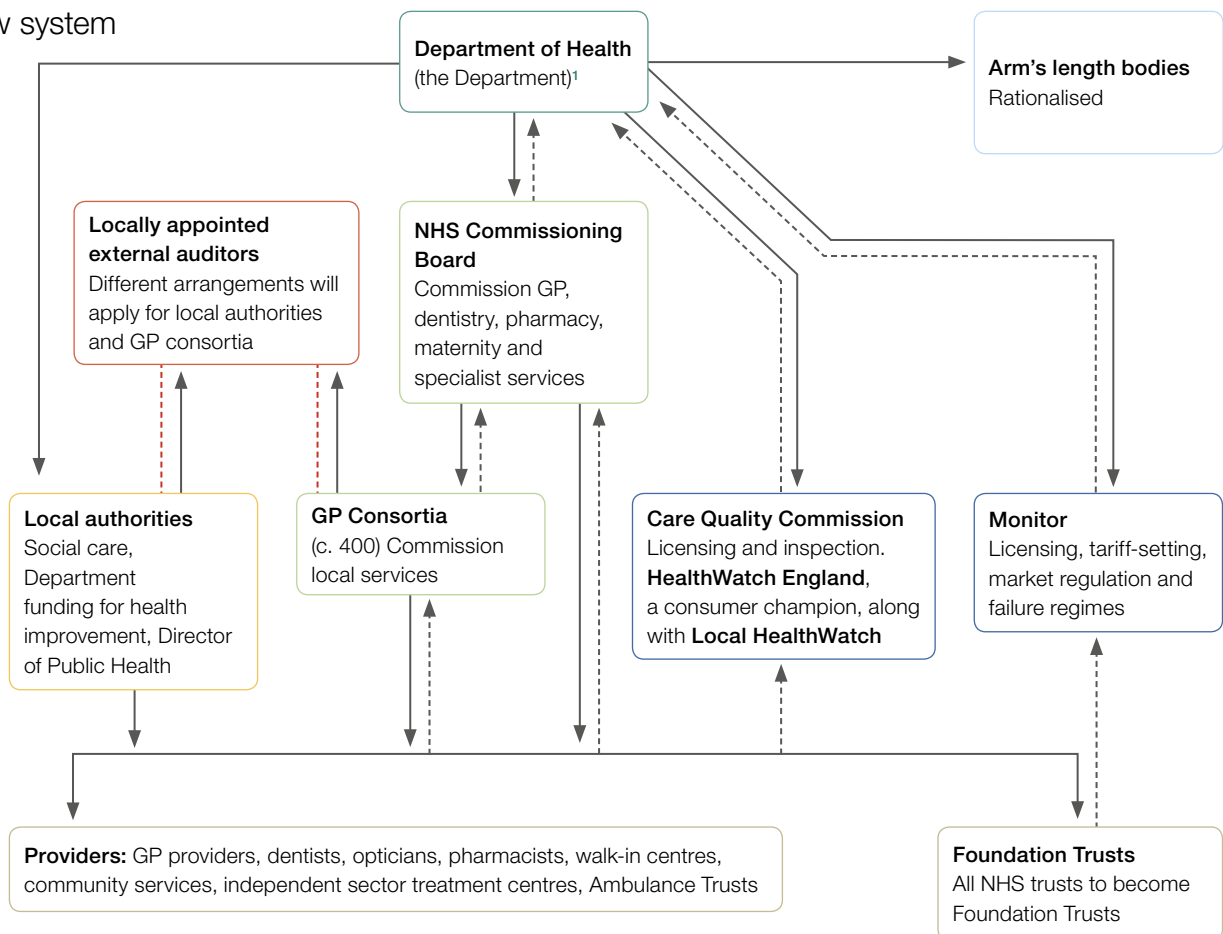 system
Department of Health
(the Department)¹
Arm's length bodies
Rationalised
Locally appointed
external auditors
Different arrangements will
apply for local authorities
and GP consortia
NHS Commissioning
Board
Commission GP,
dentistry, pharmacy,
maternity and
specialist services
Local authorities
Social care,
Department
funding for health
improvement, Director
of Public Health
GP Consortia
(c. 400) Commission
local services
Care Quality Commission
Licensing and inspection.
HealthWatch England,
a consumer champion, along
with Local HealthWatch
Monitor
Licensing, tariff-setting,
market regulation and
failure regimes
Providers: GP providers, dentists, opticians, pharmacists, walk-in centres,
community services, independent sector treatment centres, Ambulance Trusts
Foundation Trusts
All NHS trusts to become
Foundation Trusts